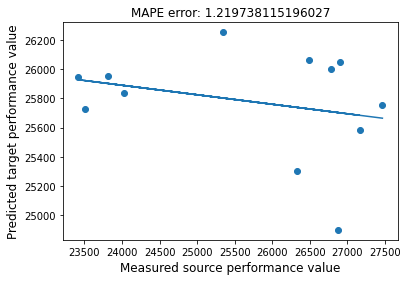 MAPE error: 1.219738115196027
Predicted target performance value
26200
26000
25800
25600
25400
25200
25000
23500 24000 24500 25000 25500 26000 26500 27000 27500
Measured source performance value